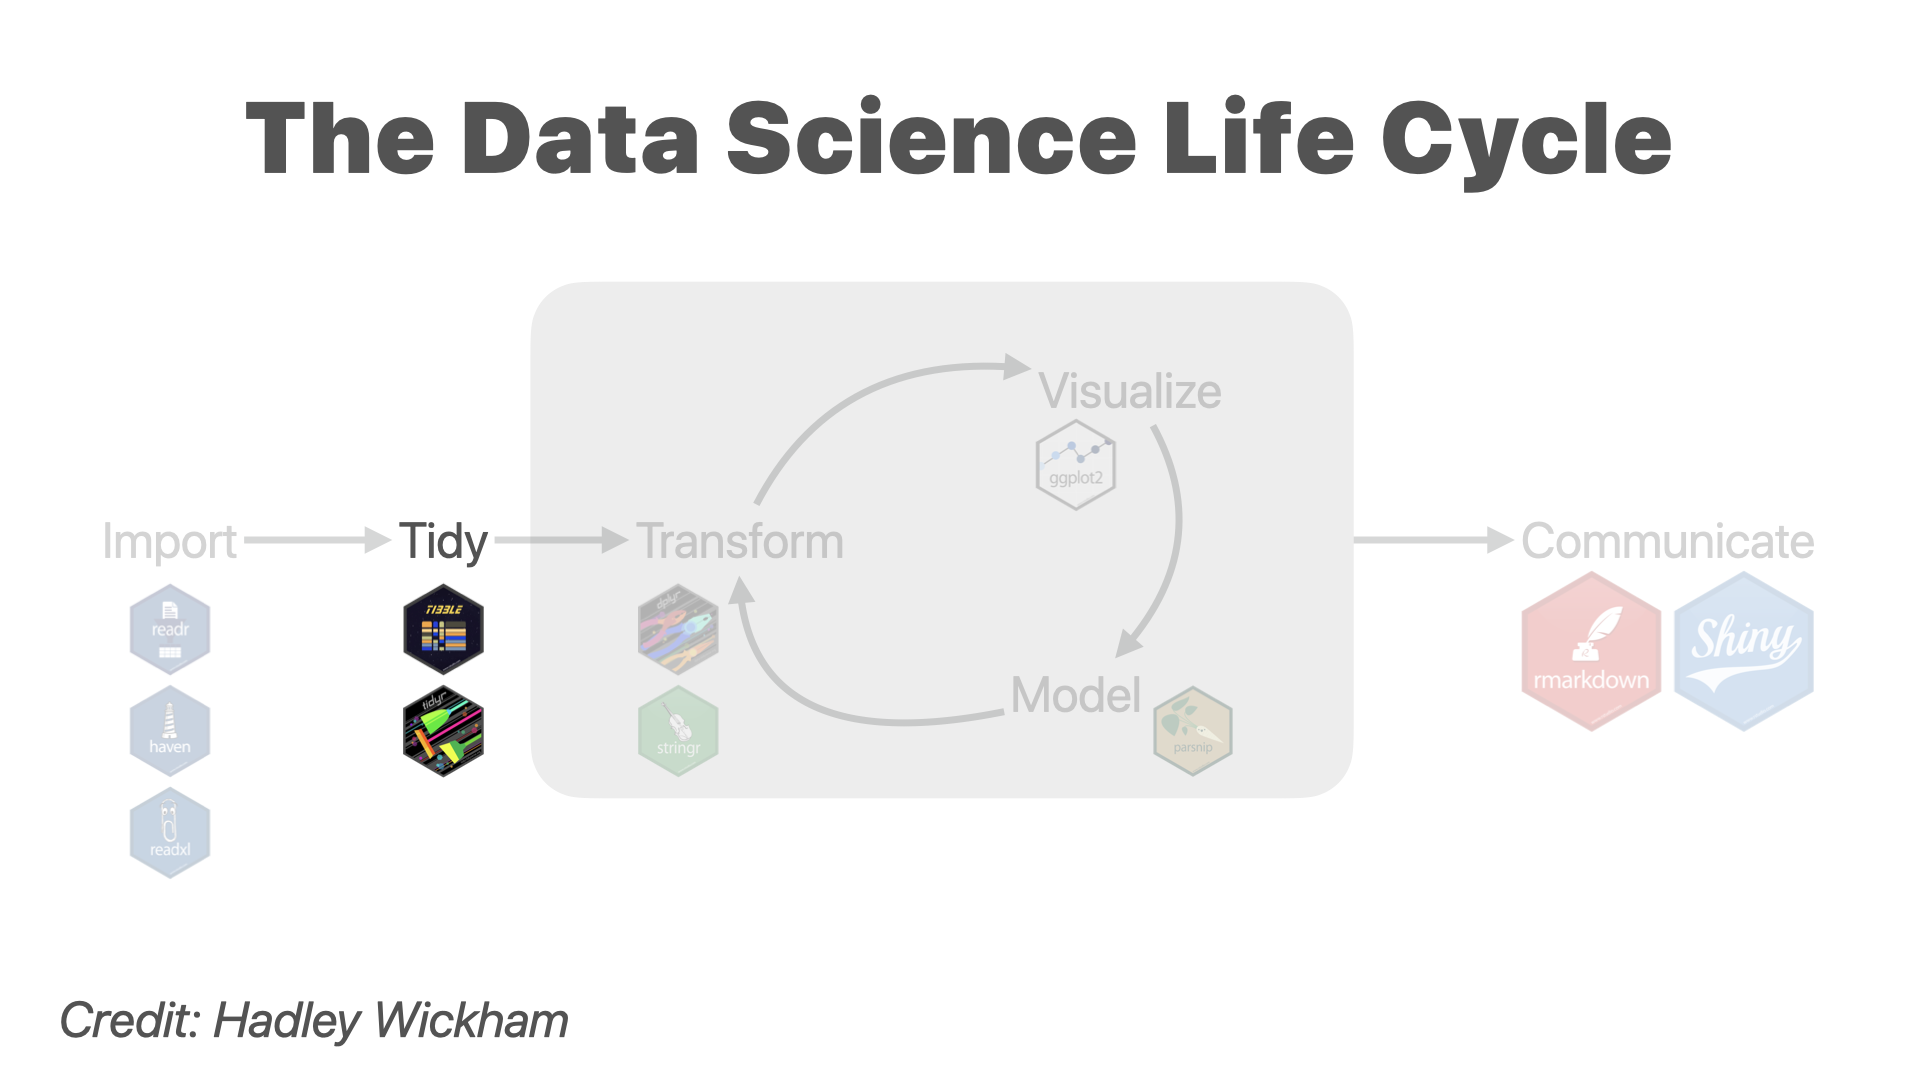 The Data Science Life Cycle
Visualize
ggplot2
Import
Tidy
Transform
Communicate
readr
TIBBLE
dplyr
rmarkdown
Shiny
haven
tidyr
stringr
Model
parsnip
readxl
Credit: Hadley Wickham